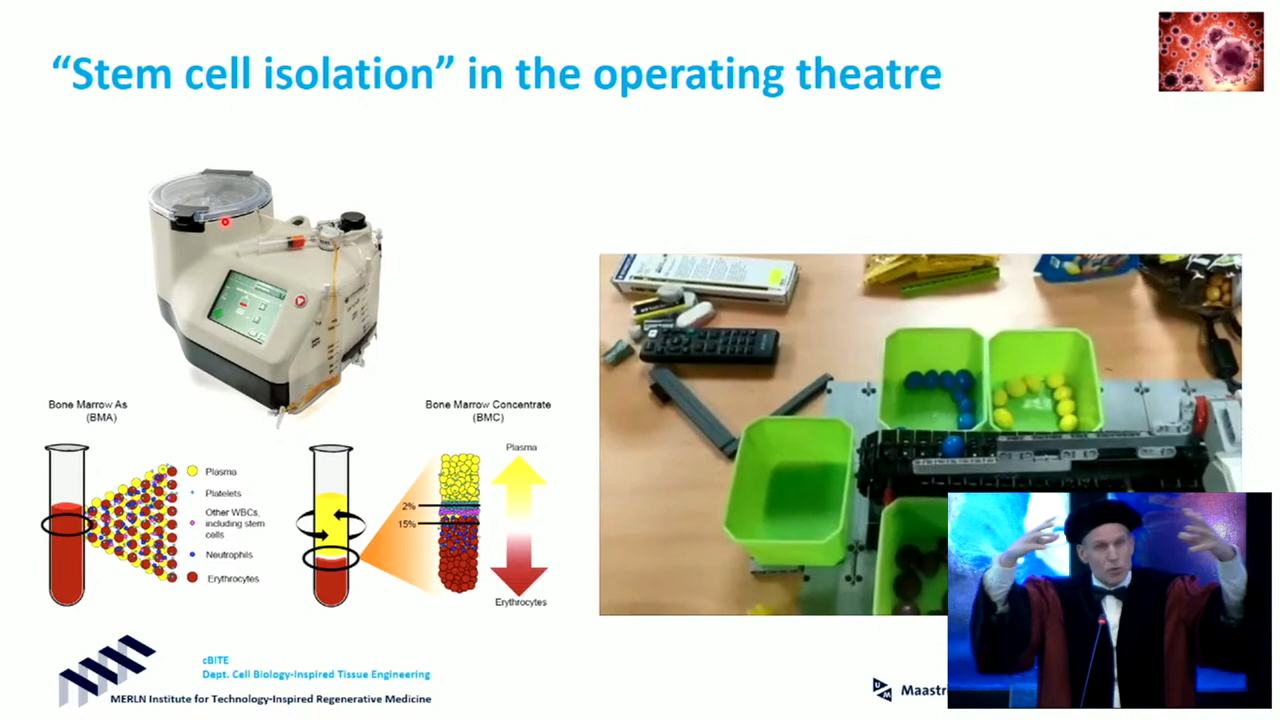 “Stem cell isolation” in the operating theatre
Bone Marrow As
(BMA)
Plasma
Platelets
Other WBCs,
including stem
cells
Neutrophils
Erythrocytes
Bone Marrow Concentrate
(BMC)
2%
15%
Plasma
Erythrocytes
cBITE
Dept. Cell Biology-Inspired Tissue Engineering
MERLN Institute for Technology-Inspired Regenerative Medicine
UM
Maastri